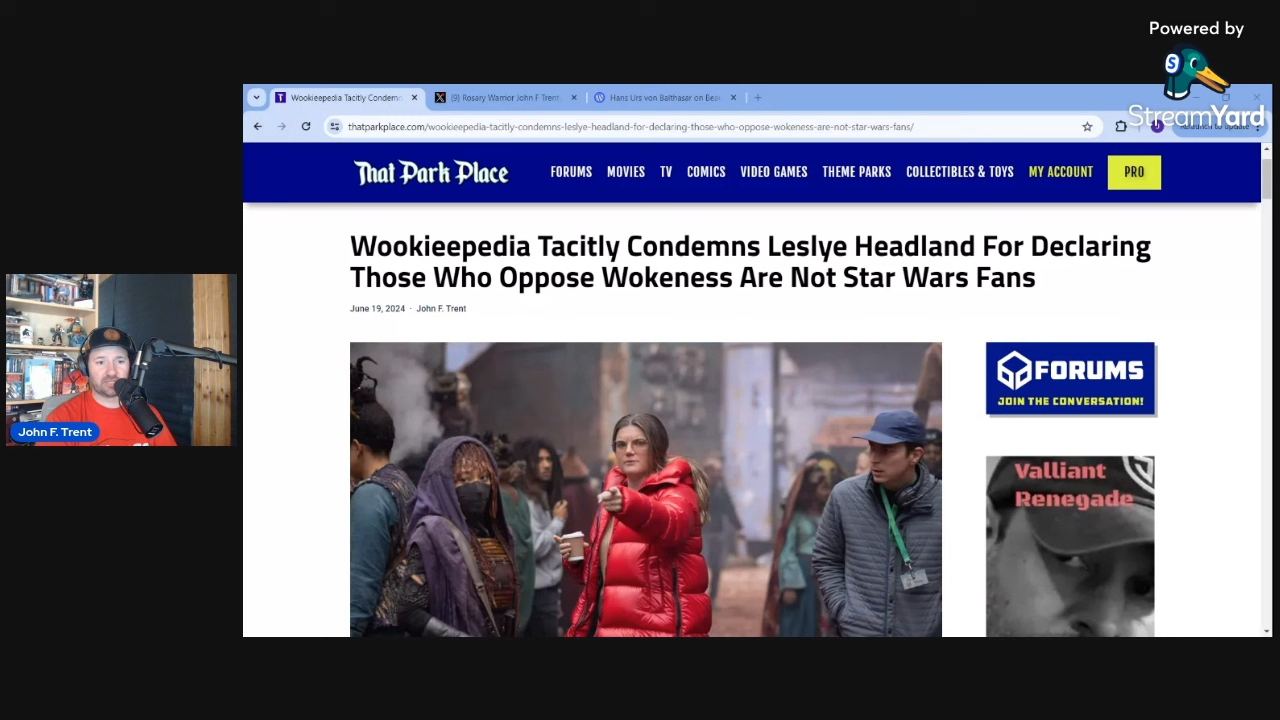 Powered by
S
StreamYard
Wookieepedia Tacitly Condemn
(9) Rosary Warrior John F Trent
Hans Urs von Balthasar on Bea
thatparkplace.com/wookieepedia-tacitly-condemns-leslye-headland-for-declaring-those-who-oppose-wokeness-are-not-star-wars-fans/
That Park Place
FORUMS MOVIES TV COMICS VIDEO GAMES THEME PARKS COLLECTIBLES & TOYS MY ACCOUNT PRO
Wookieepedia Tacitly Condemns Leslye Headland For Declaring
Those Who Oppose Wokeness Are Not Star Wars Fans
June 19, 2024 - John F. Trent
FORUMS
JOIN THE CONVERSATION!
Valliant
Renegade
John F. Trent